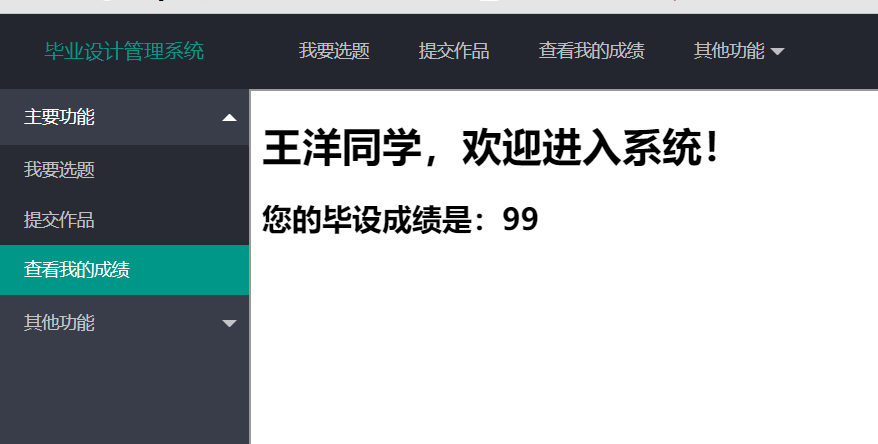 毕业设计管理系统 我要选题 提交作品 查看我的成绩 其他功能
主要功能
我要选题
提交作品
查看我的成绩
其他功能
王洋同学，欢迎进入系统！
您的毕设成绩是：99